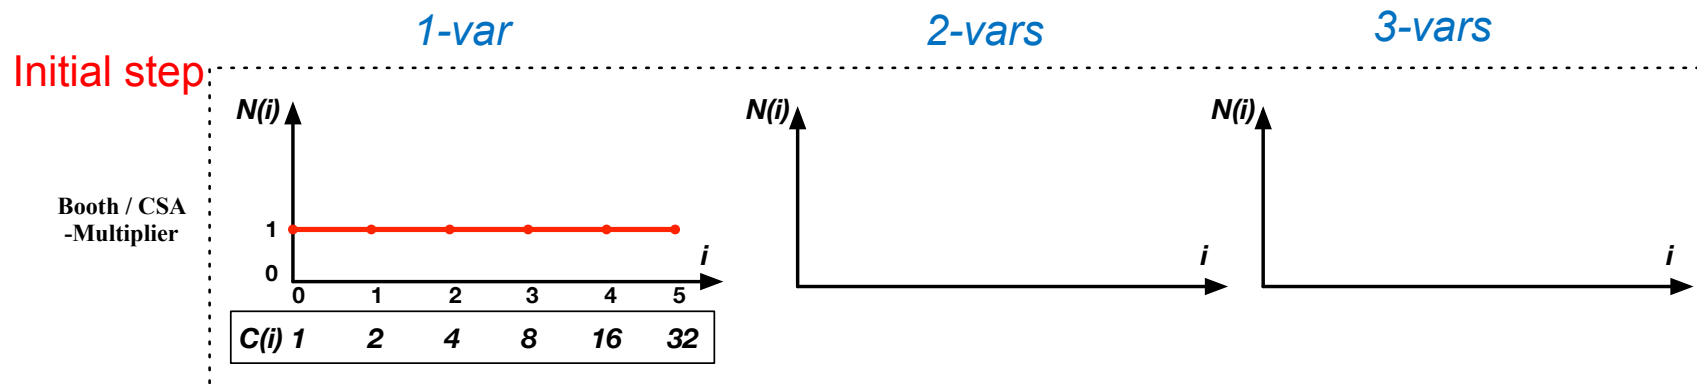 1-var
2-vars
3-vars
Initial step
N(i)
N(i)
N(i)
Booth / CSA
-Multiplier
1
0
i
i
i
0 1 2 3 4 5
C(i) 1 2 4 8 16 32